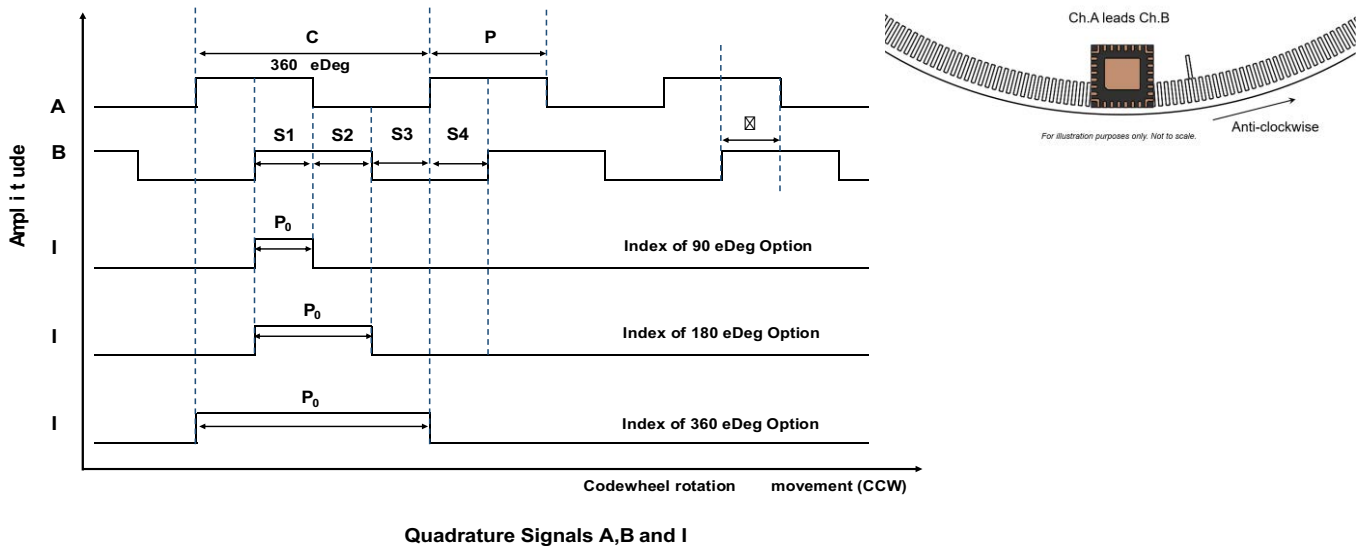 C
P
360 eDeg
A
S1 S2 S3 S4
B
P0
I
Index of 90 eDeg Option
P0
I
Index of 180 eDeg Option
P0
I
Index of 360 eDeg Option
Amplitude
Codewheel rotation movement (CCW)
Quadrature Signals A,B and I
Ch.A leads Ch.B
For illustration purposes only. Not to scale.
Anti-clockwise